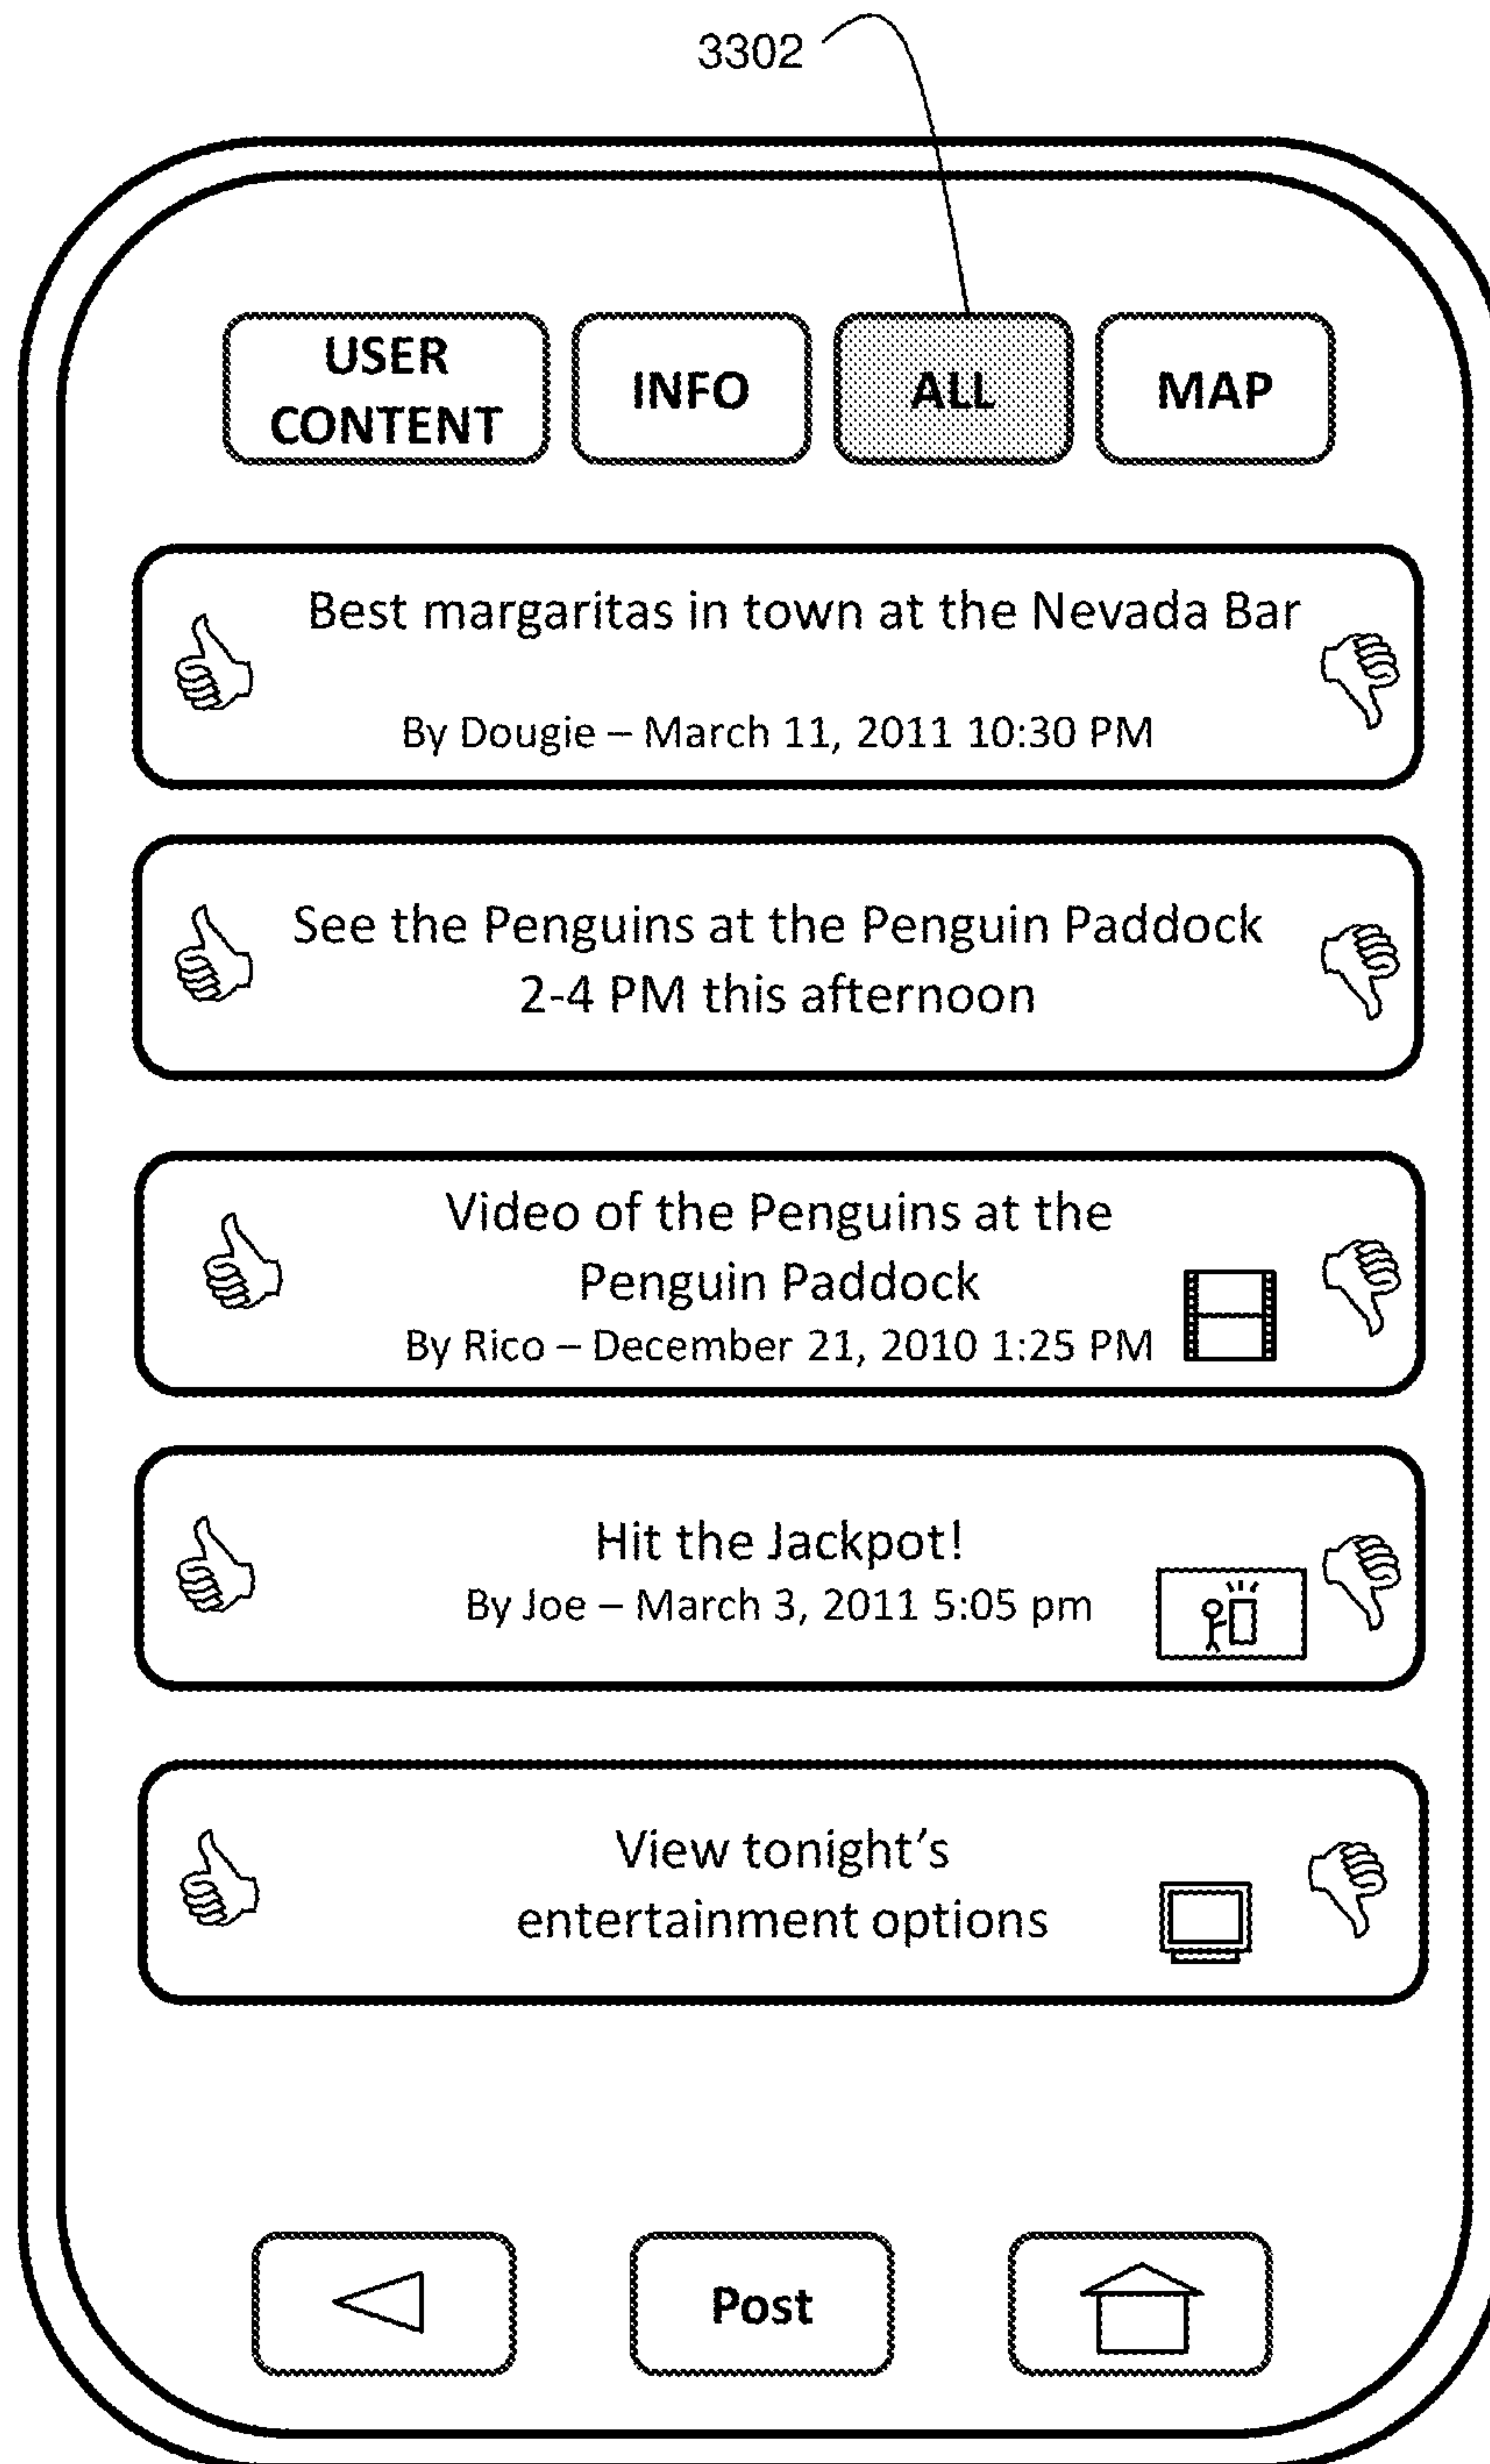 3302
USER
CONTENT
INFO
ALL
MAP
Best margaritas in town at the Nevada Bar
By Dougie – March 11, 2011 10:30 PM
See the Penguins at the Penguin Paddock
2-4 PM this afternoon
Video of the Penguins at the
Penguin Paddock
By Rico – December 21, 2010 1:25 PM
Hit the Jackpot!
By Joe – March 3, 2011 5:05 pm
View tonight’s
entertainment options
Post